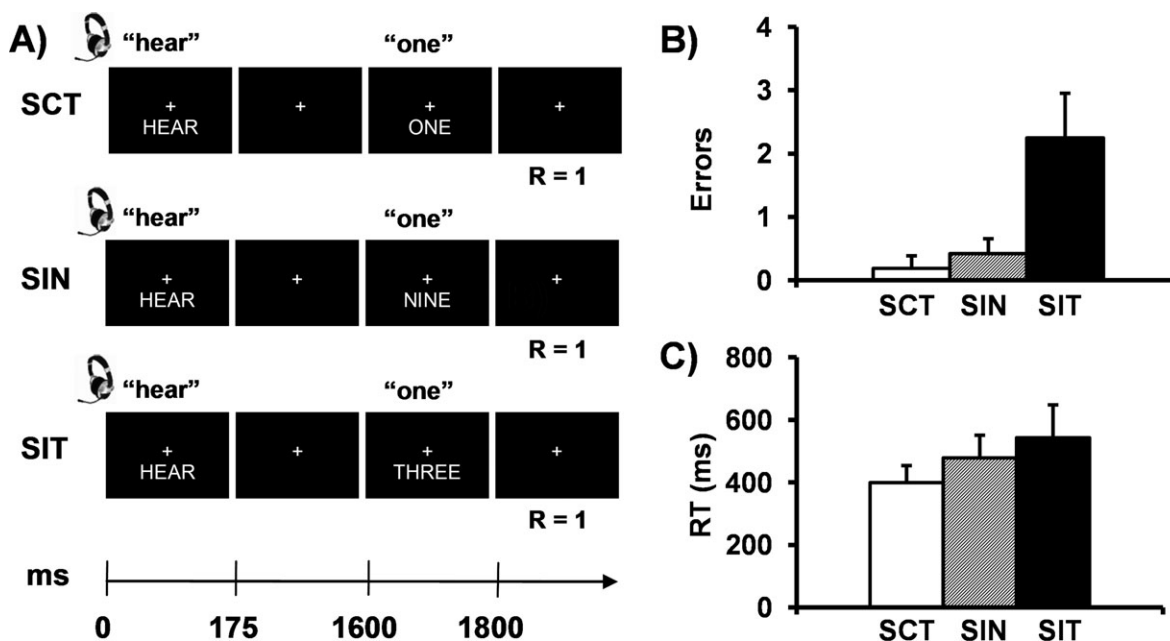 A)
“hear” “one”
SCT
+ + + +
HEAR ONE
R = 1
“hear” “one”
SIN
+ + + +
HEAR NINE
R = 1
“hear” “one”
SIT
+ + + +
HEAR THREE
R = 1
ms
0 175 1600 1800
B)
Errors
4
3
2
1
0
SCT SIN SIT
C)
RT (ms)
800
600
400
200
0
SCT SIN SIT